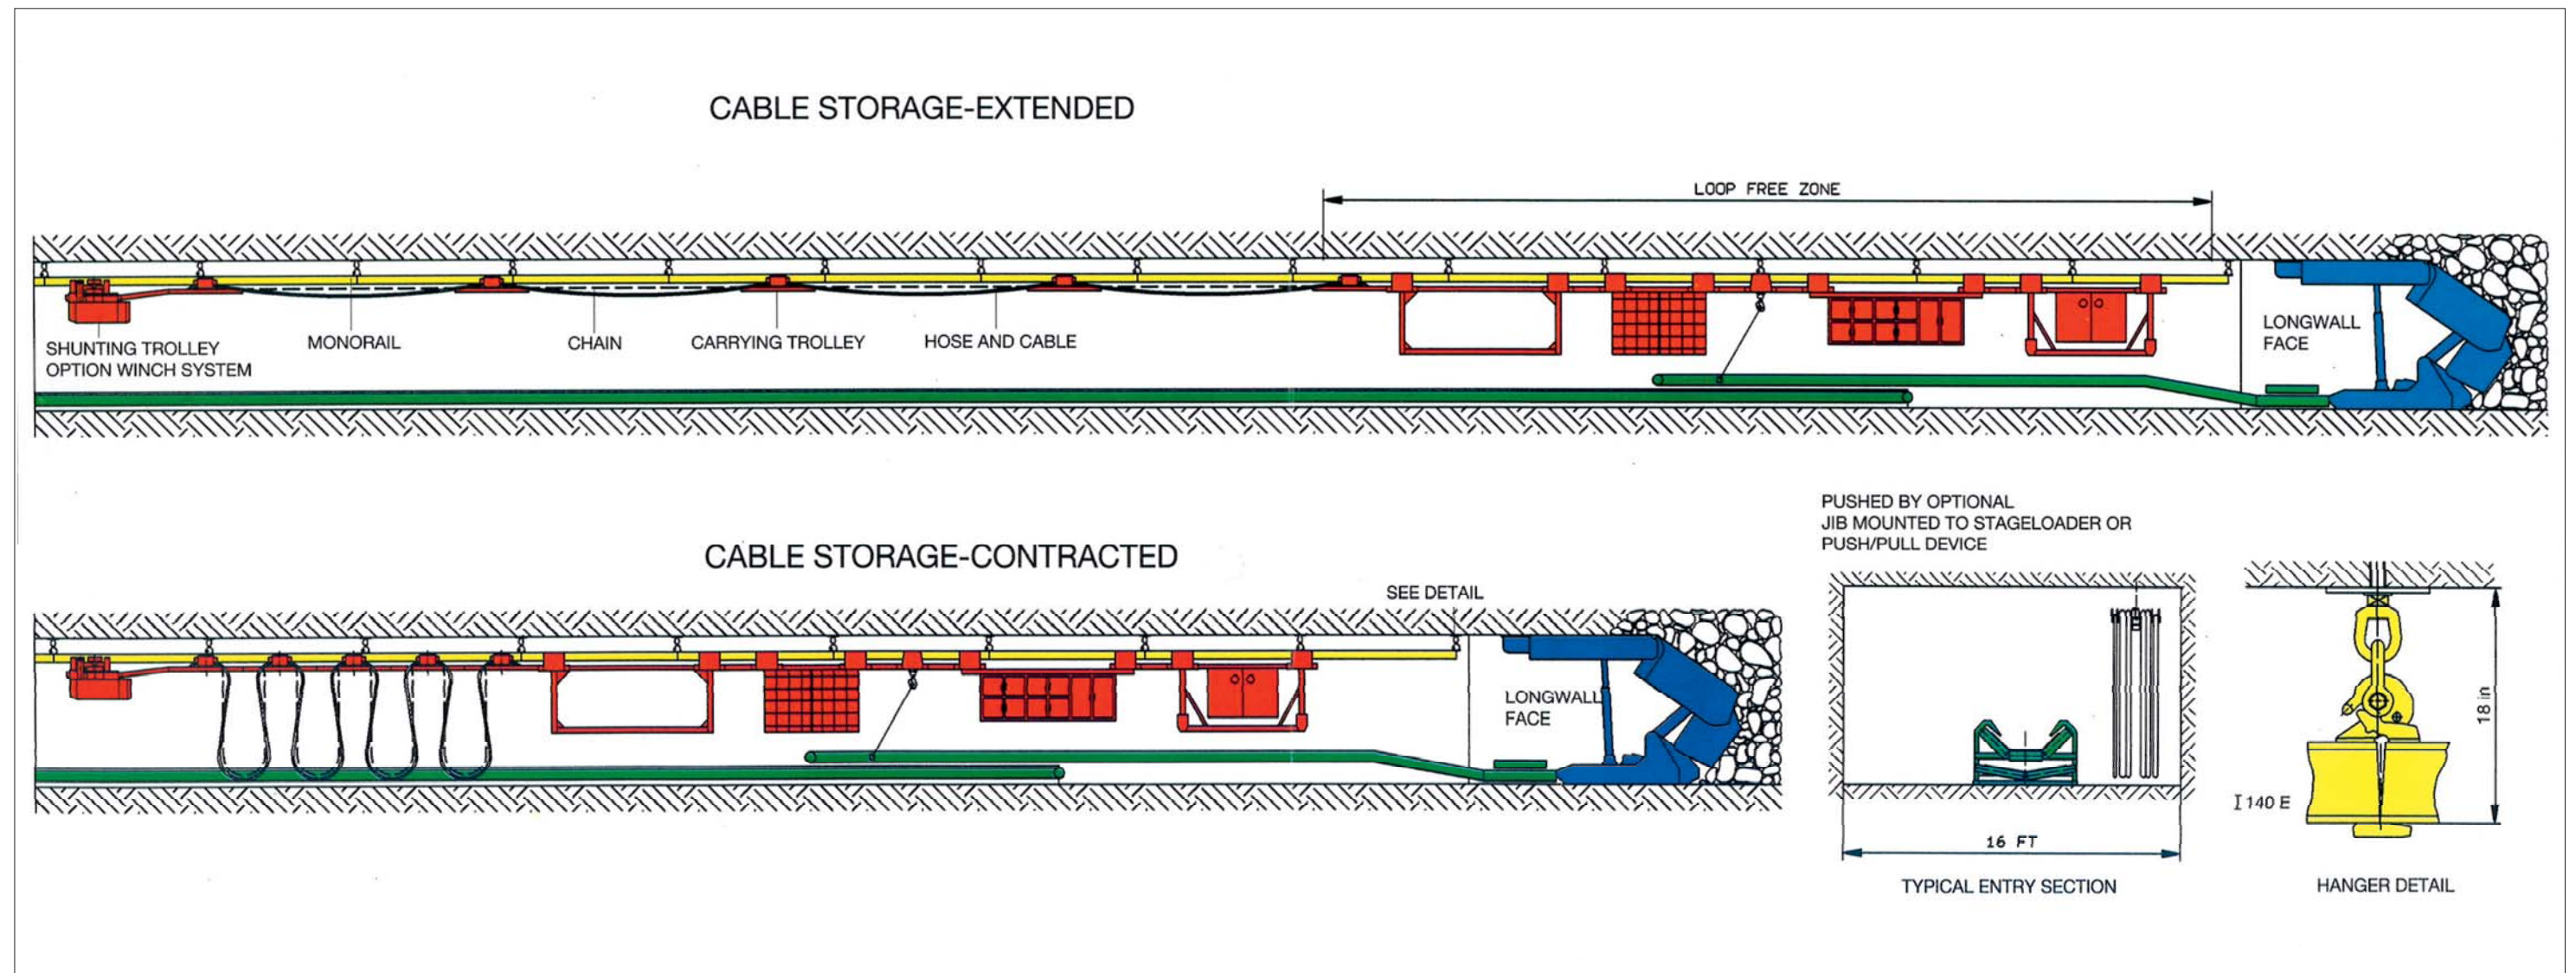 CABLE STORAGE-EXTENDED
LOOP FREE ZONE
SHUNTING TROLLEY
OPTION WINCH SYSTEM
MONORAIL
CHAIN
CARRYING TROLLEY
HOSE AND CABLE
LONGWALL
FACE
CABLE STORAGE-CONTRACTED
SEE DETAIL
LONGWALL
FACE
PUSHED BY OPTIONAL
JIB MOUNTED TO STAGELOADER OR
PUSH/PULL DEVICE
16 FT
TYPICAL ENTRY SECTION
18 in
I 140 E
HANGER DETAIL